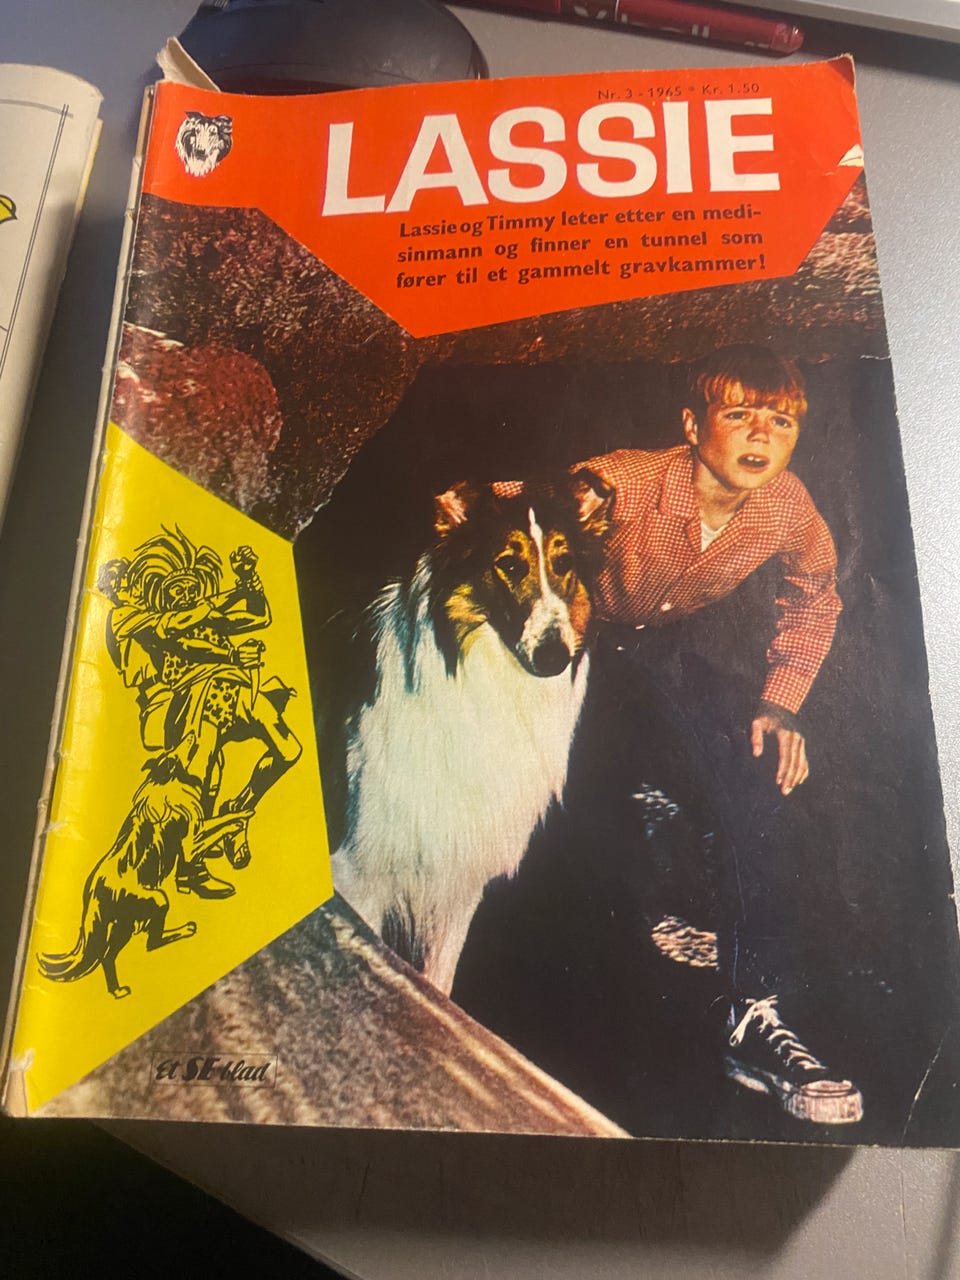 Nr. 3 - 1965 * Kr. 1.50
LASSIE
Lassie og Timmy leter etter en medi-
sinmann og finner en tunnel som
fører til et gammelt gravkammer!
Et SE-blad